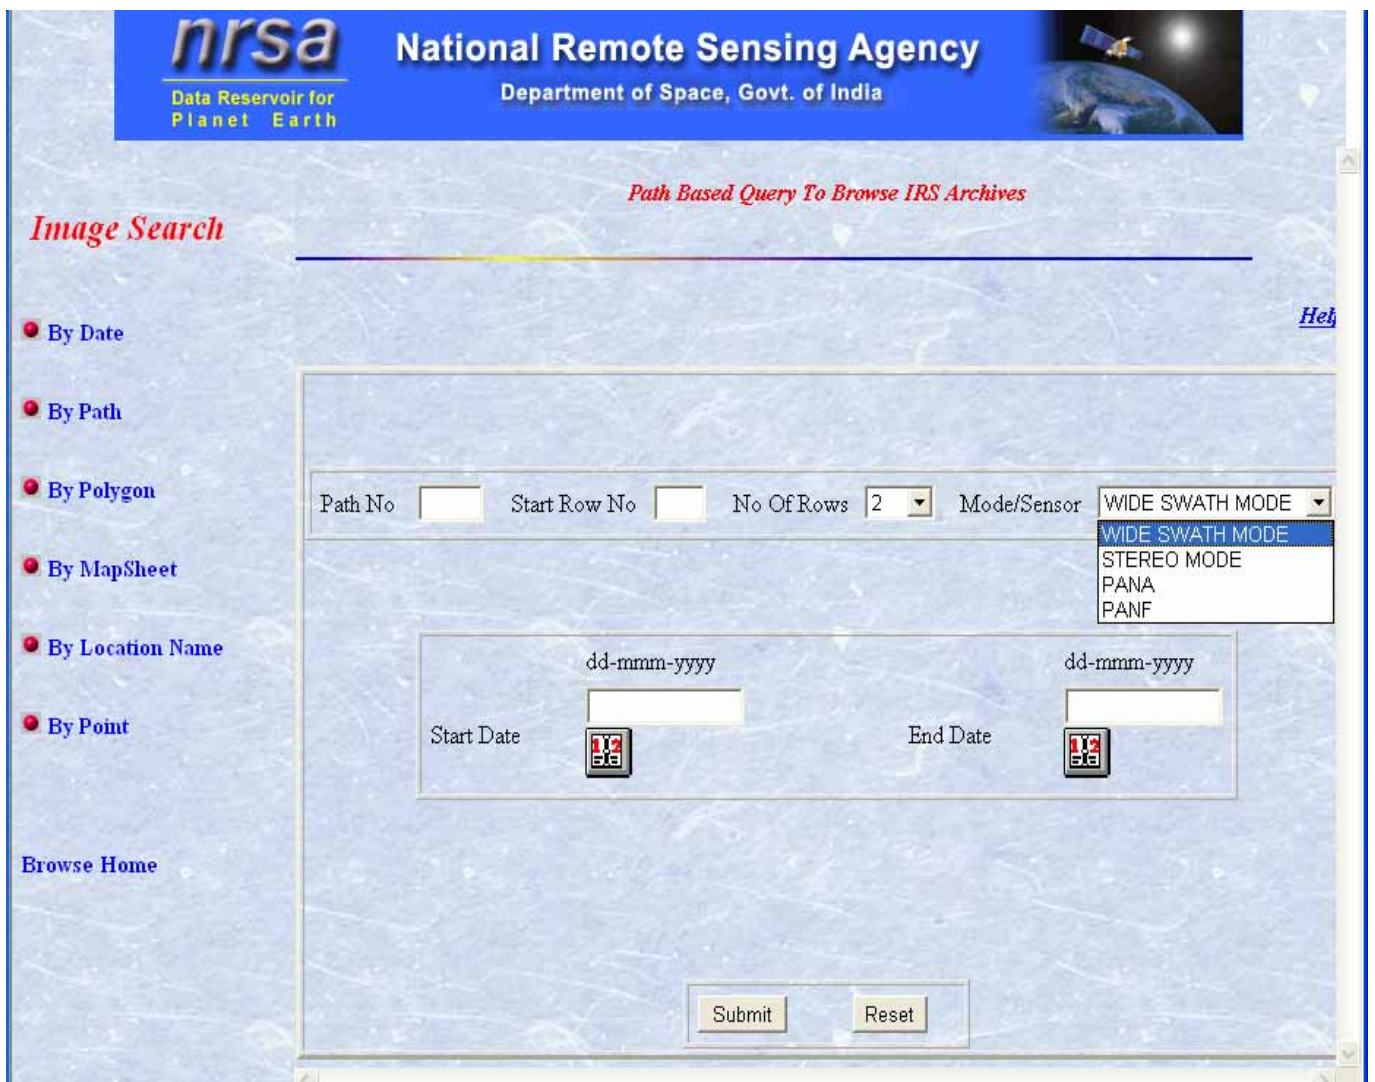 nrsa
Data Reservoir for
Planet Earth
National Remote Sensing Agency
Department of Space, Govt. of India
Path Based Query To Browse IRS Archives
Image Search
Help
By Date
By Path
By Polygon
By MapSheet
By Location Name
By Point
Browse Home
Path No Start Row No No Of Rows 2 Mode/Sensor WIDE SWATH MODE
WIDE SWATH MODE
STEREO MODE
PANA
PANF
dd-mmm-yyyy dd-mmm-yyyy
Start Date End Date
Submit Reset